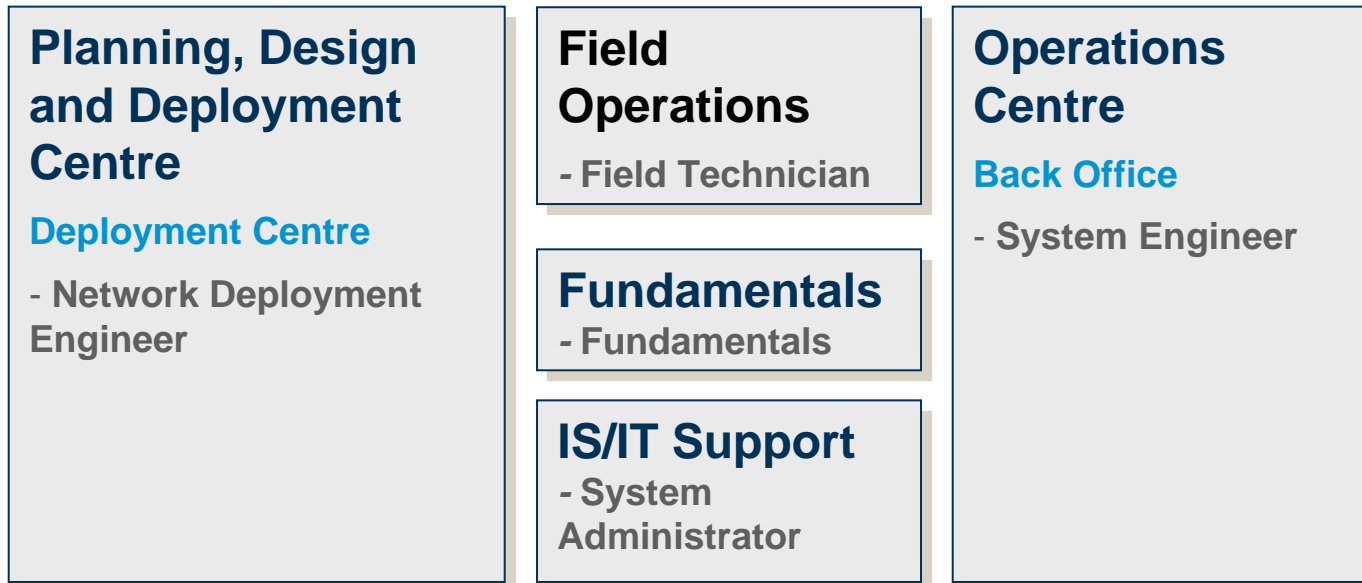 Planning, Design
and Deployment
Centre
Deployment Centre
- Network Deployment
Engineer
Field
Operations
- Field Technician
Fundamentals
- Fundamentals
IS/IT Support
- System
Administrator
Operations
Centre
Back Office
- System Engineer